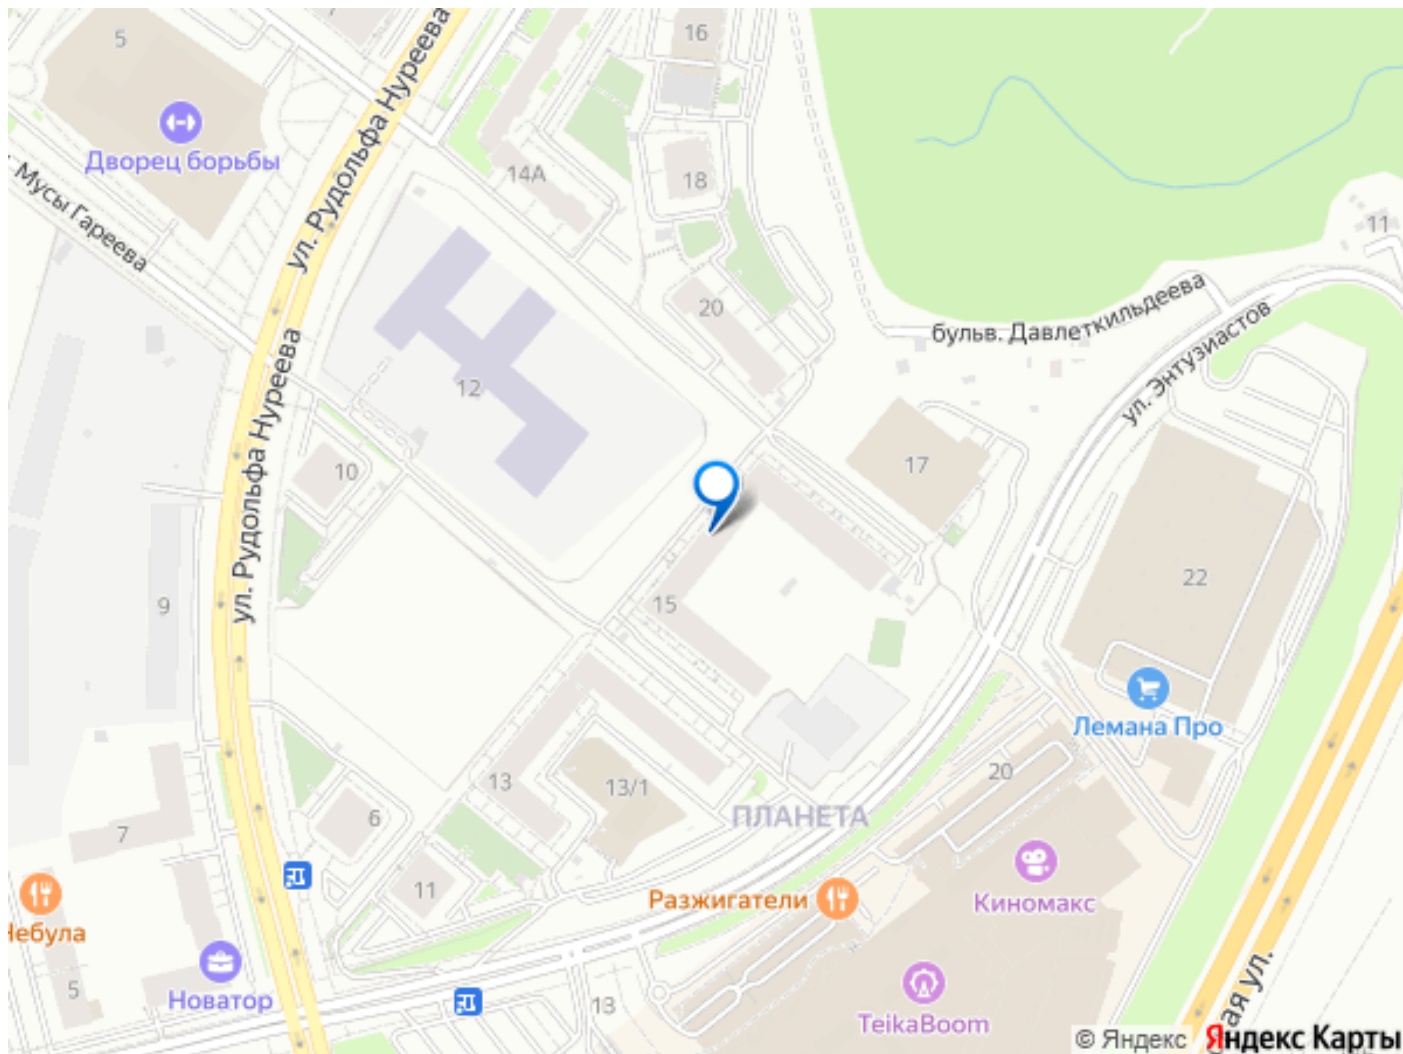 5
16
ул. Рудольфа Нуреева
Дворец борьбы
Мусы Гареева
14А
18
11
20
бульв. Давлеткильдеева
ул. Энтузиастов
ул. Рудольфа Нуреева
12
10
17
22
9
15
Лемана Про
20
13
13/1
ПЛАНЕТА
6
7
11
Киномакс
Разжигатели
Небула
Новатор
5
13
TeikaBoom
ая ул.
© Яндекс
Яндекс Карты